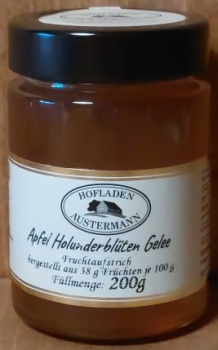 HOFLADEN
AUSTERMANN
Apfel Holunderblüten Gelee
Fruchtaufstrich
hergestellt aus 38 g Früchten je 100 g
Füllmenge: 200g